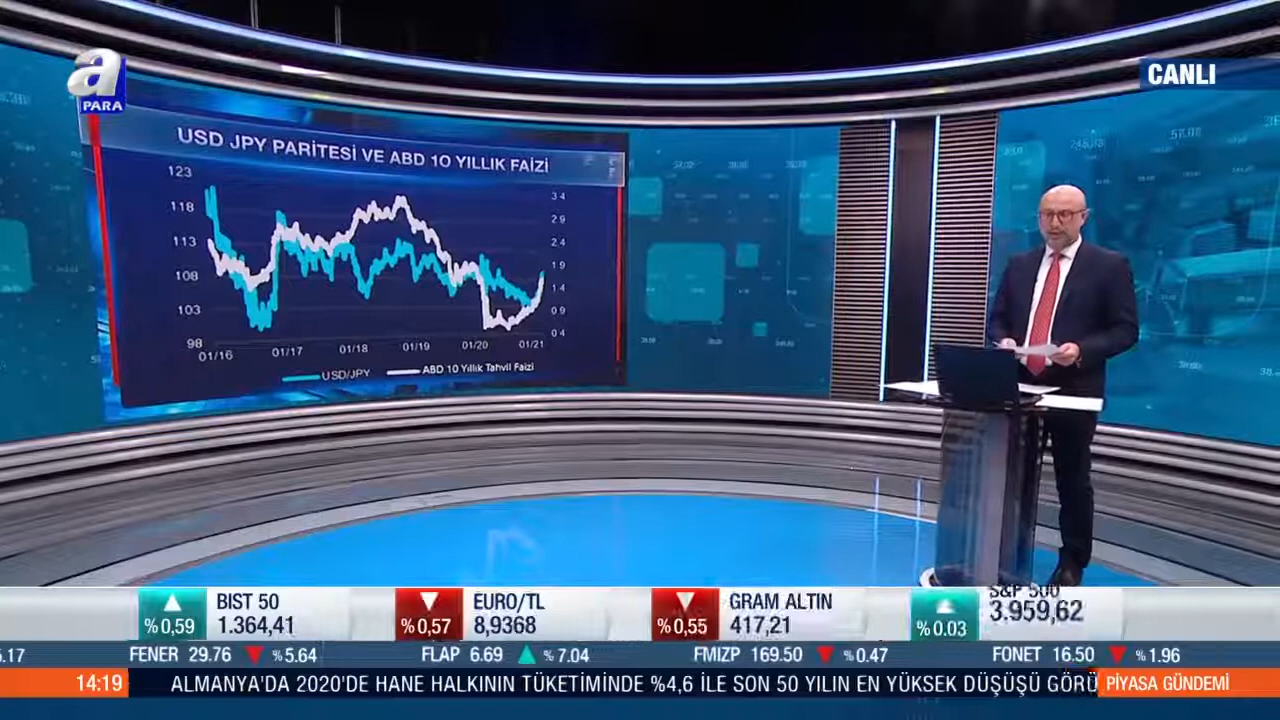 a
PARA
CANLI
USD JPY PARİTESİ VE ABD 10 YILLIK FAİZİ
123
118
113
108
103
98
3 4
2 9
2 4
1 9
1 4
0 9
0 4
01/16 01/17 01/18 01/19 01/20 01/21
USD/JPY ABD 10 Yıllık Tahvil Faizi
BIST 50
%0,59 1.364,41
EURO/TL
%0,57 8,9368
GRAM ALTIN
%0,55 417,21
S&P 500
%0.03 3.959,62
5.17 FENER 29.76 %5.64 FLAP 6.69 %7.04 FMIZP 169.50 %0.47 FONET 16.50 %1.96
14:19 ALMANYA'DA 2020'DE HANE HALKININ TÜKETİMİNDE %4,6 İLE SON 50 YILIN EN YÜKSEK DÜŞÜŞÜ GÖRÜ PİYASA GÜNDEMİ